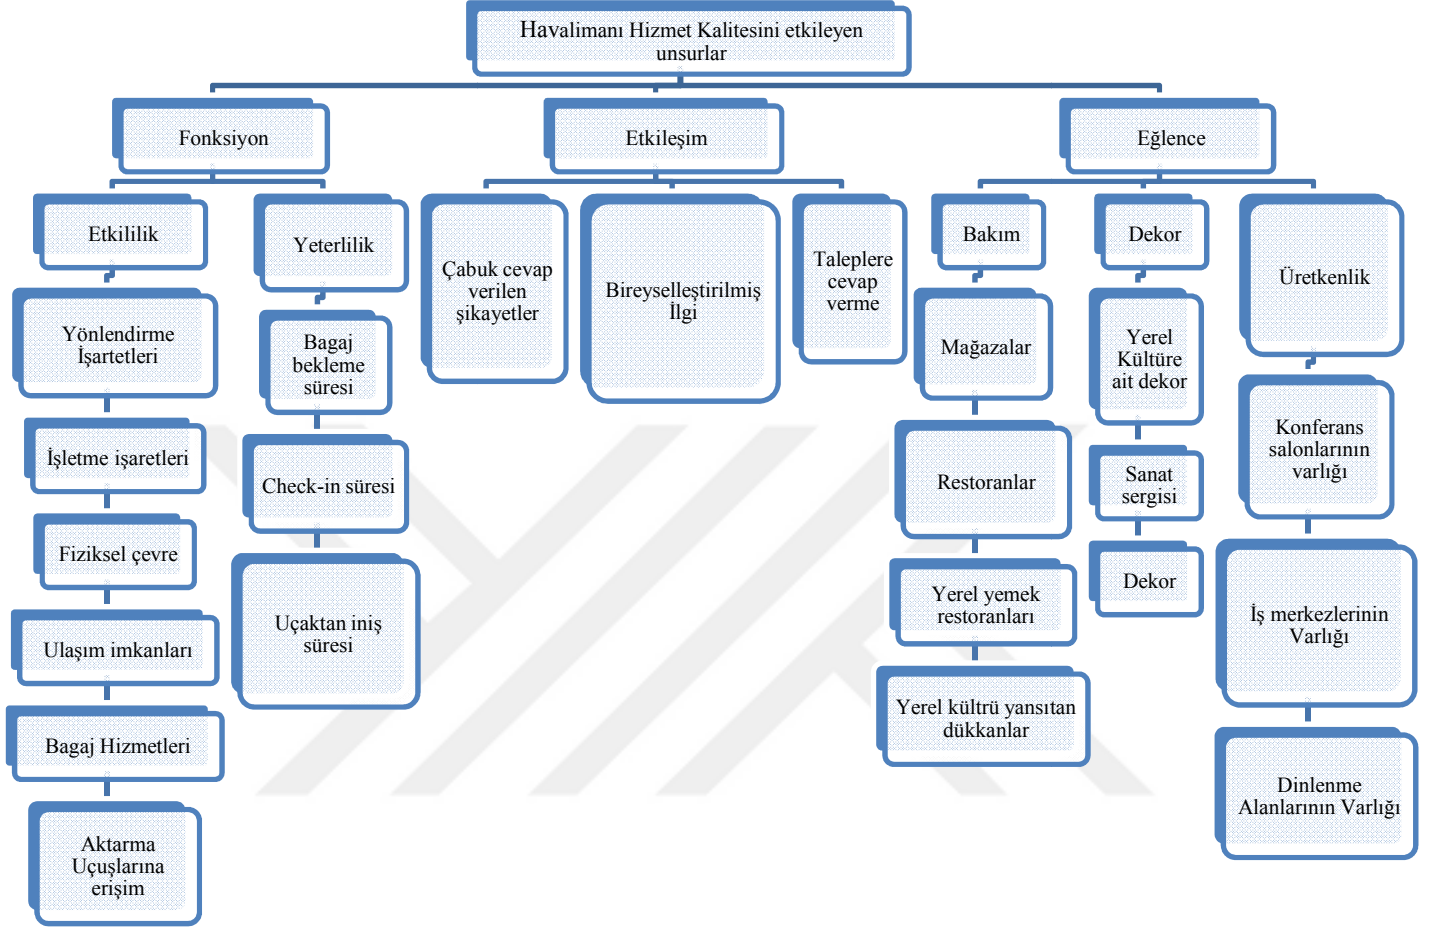 Havalimanı Hizmet Kalitesini etkileyen
unsurlar
Fonksiyon
Etkileşim
Eğlence
Etkililik
Yönlendirme
İşartetleri
İşletme işaretleri
Fiziksel çevre
Ulaşım imkanları
Bagaj Hizmetleri
Aktarma
Uçuşlarına
erişim
Yeterlilik
Bagaj
bekleme
süresi
Check-in süresi
Uçaktan iniş
süresi
Çabuk cevap
verilen
şikayetler
Bireyselleştirilmiş
İlgi
Taleplere
cevap
verme
Bakım
Mağazalar
Restoranlar
Yerel yemek
restoranları
Yerel kültrü yansıtan
dükkanlar
Dekor
Yerel
Kültüre
ait dekor
Sanat
sergisi
Dekor
Üretkenlik
Konferans
salonlarının
varlığı
İş merkezlerinin
Varlığı
Dinlenme
Alanlarının Varlığı